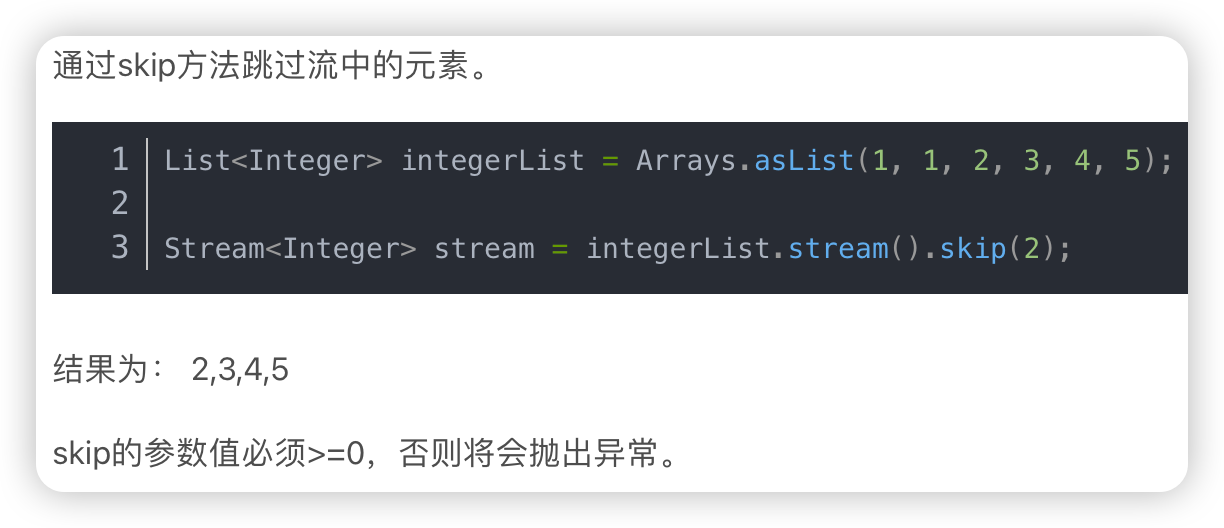 通过skip方法跳过流中的元素。
1 List<Integer> integerList = Arrays.asList(1, 1, 2, 3, 4, 5);
2
3 Stream<Integer> stream = integerList.stream().skip(2);
结果为： 2,3,4,5
skip的参数值必须>=0，否则将会抛出异常。